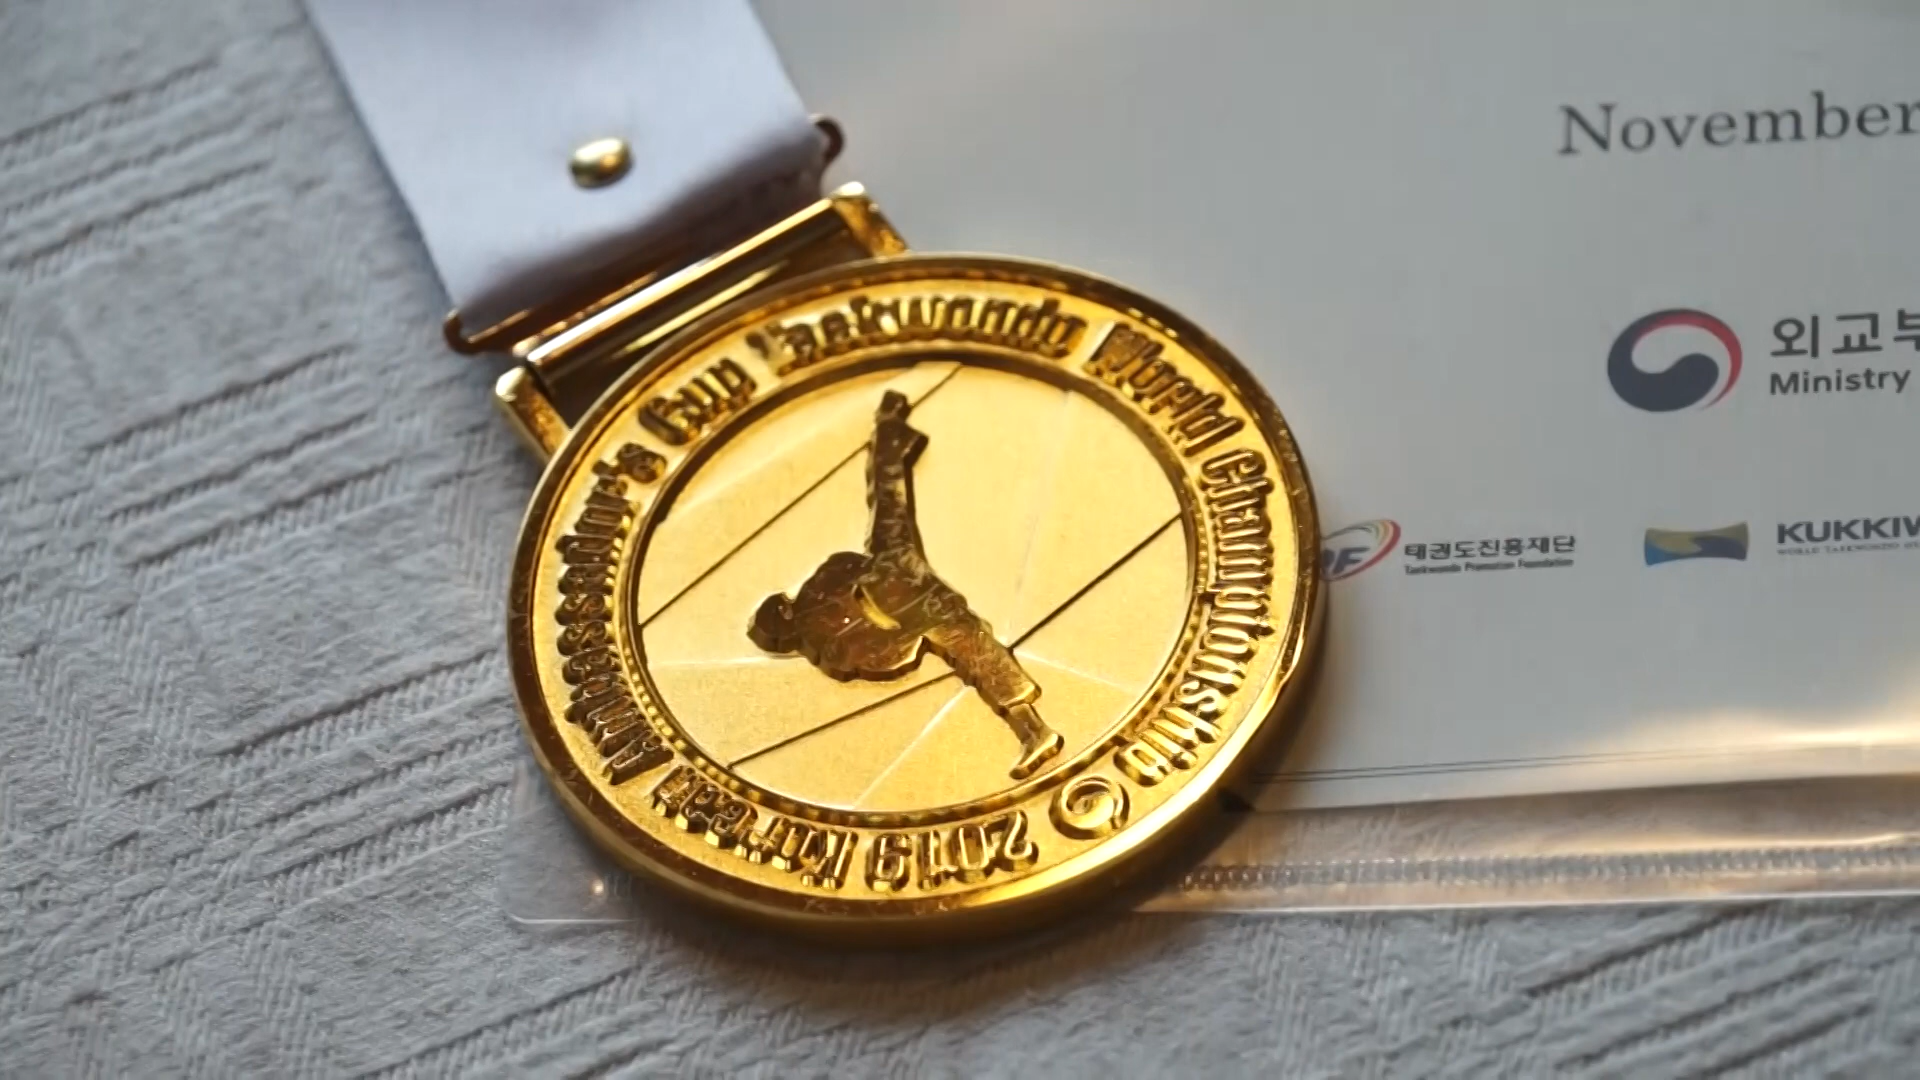 2019 Korean Ambassador's Cup Taekwondo World Championship
November
외교부
Ministry
태권도진흥재단
Taekwondo Promotion Foundation
KUKKIW